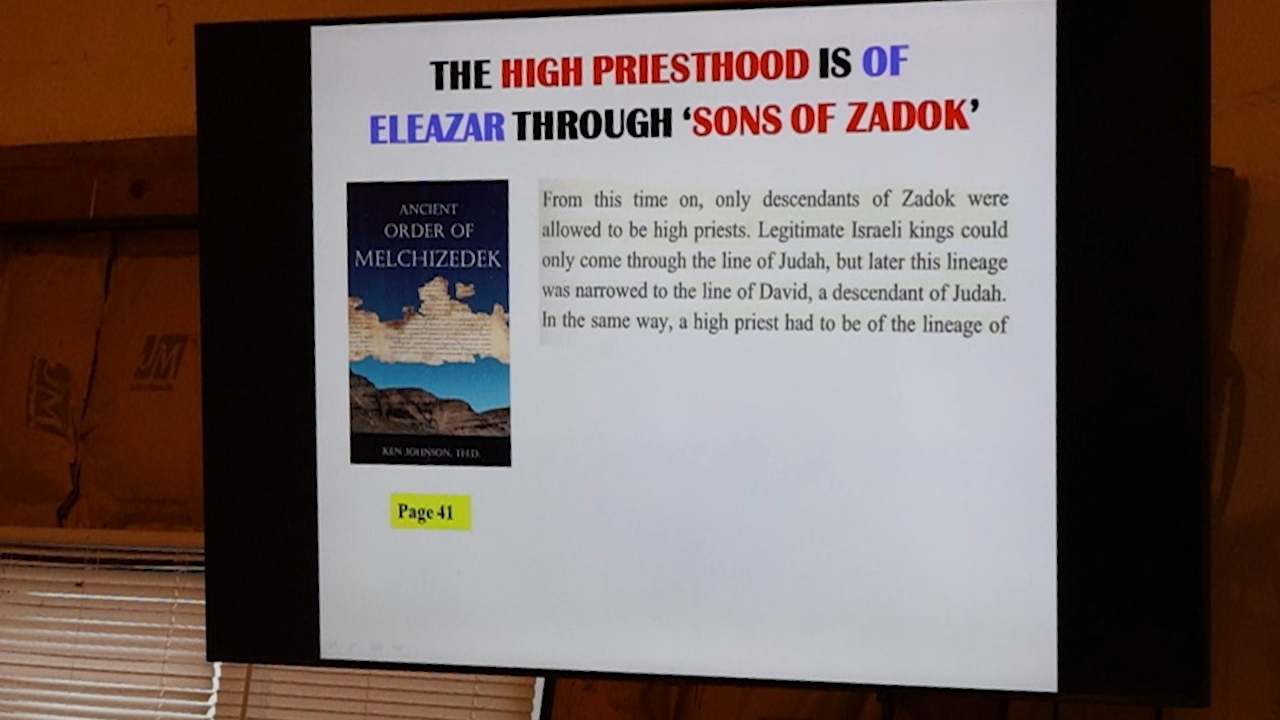 THE HIGH PRIESTHOOD IS OF
ELEAZAR THROUGH ‘SONS OF ZADOK’
ANCIENT
ORDER OF
MELCHIZEDEK
KEN JOHNSON, TH.D.
Page 41
From this time on, only descendants of Zadok were
allowed to be high priests. Legitimate Israeli kings could
only come through the line of Judah, but later this lineage
was narrowed to the line of David, a descendant of Judah.
In the same way, a high priest had to be of the lineage of
JM
JM